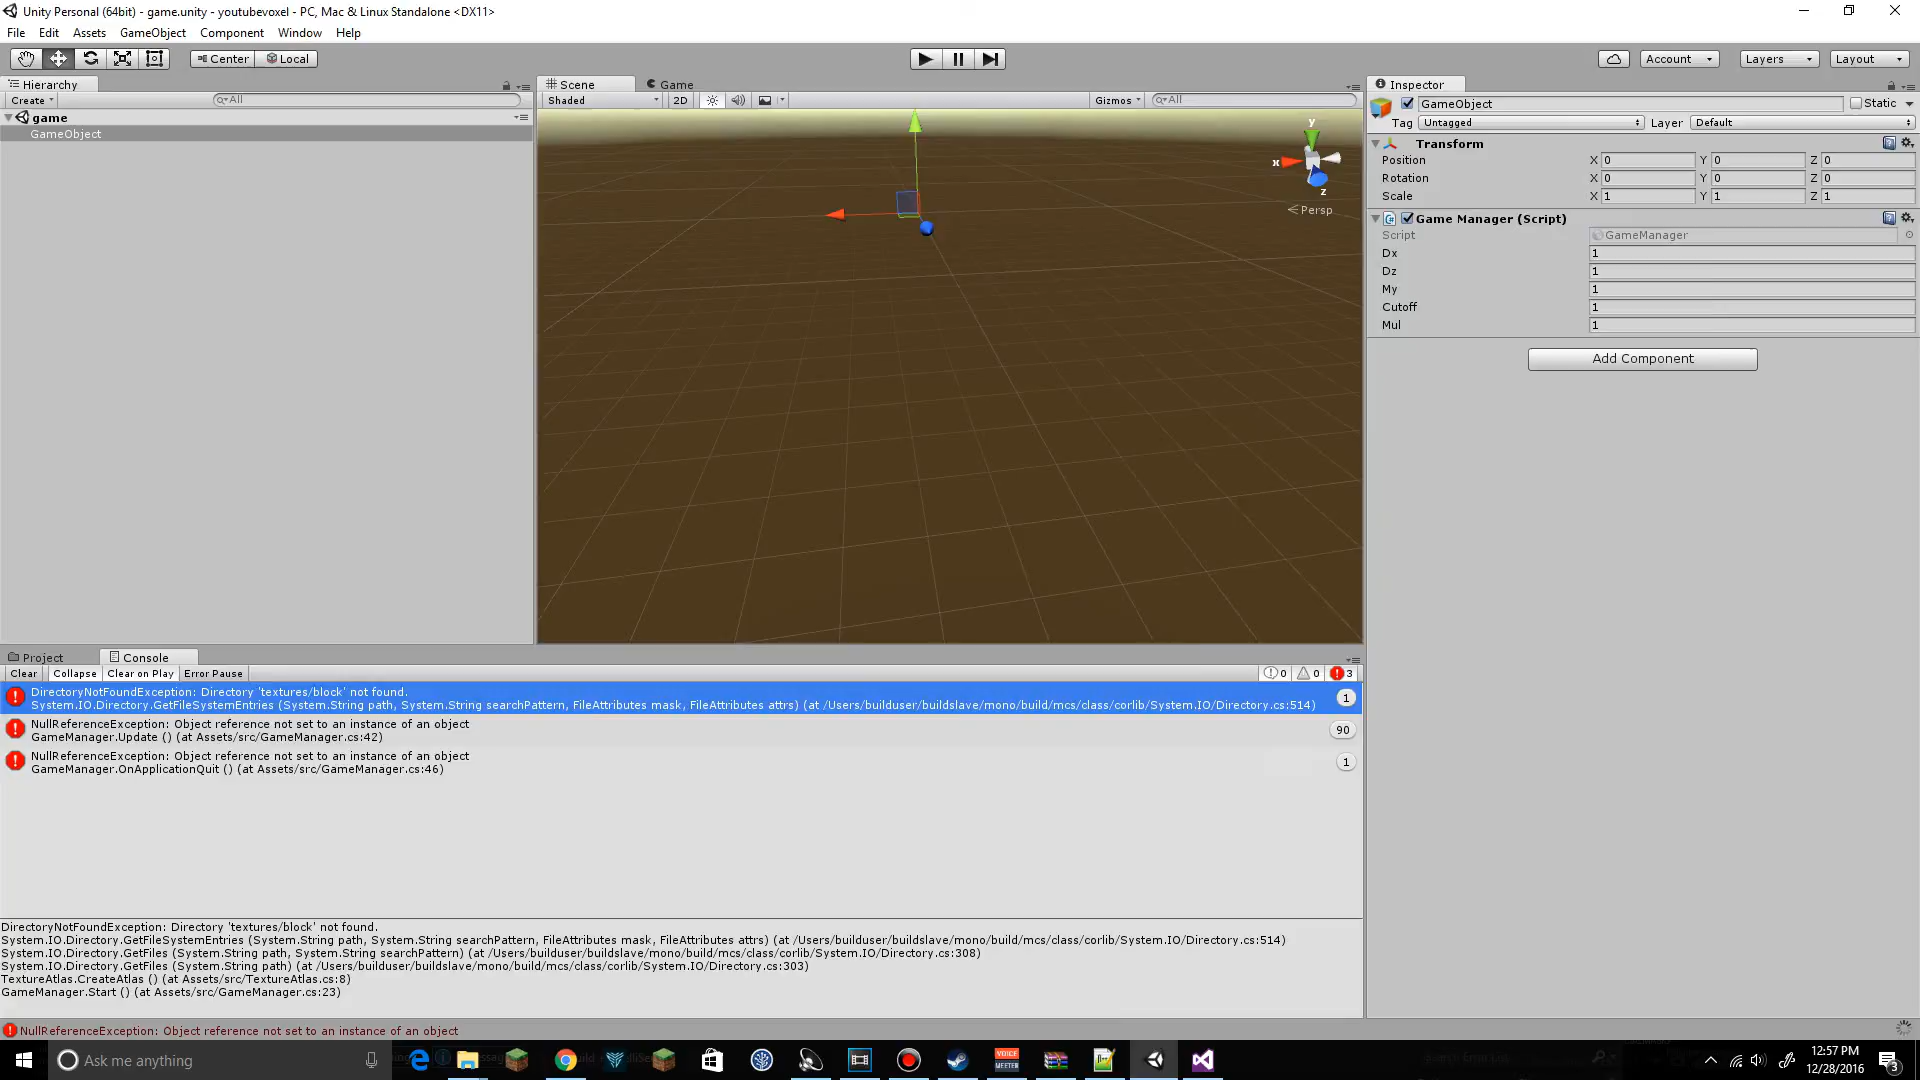 Unity Personal (64bit) - game.unity - youtubevoxel - PC, Mac & Linux Standalone <DX11>
File Edit Assets GameObject Component Window Help
Center Local Account Layers Layout
Hierarchy Scene Game Inspector
Create All Shaded 2D Gizmos All GameObject Static
game Tag Untagged Layer Default
GameObject
y
x
z
Persp
Transform
Position X 0 Y 0 Z 0
Rotation X 0 Y 0 Z 0
Scale X 1 Y 1 Z 1
Game Manager (Script)
Script GameManager
Dx 1
Dz 1
My 1
Cutoff 1
Mul 1
Add Component
Project Console
Clear Collapse Clear on Play Error Pause 0 0 3
DirectoryNotFoundException: Directory 'textures/block' not found.
System.IO.Directory.GetFileSystemEntries (System.String path, System.String searchPattern, FileAttributes mask, FileAttributes attrs) (at /Users/builduser/buildslave/mono/build/mcs/class/corlib/System.IO/Directory.cs:514) 1
NullReferenceException: Object reference not set to an instance of an object
GameManager.Update () (at Assets/src/GameManager.cs:42) 90
NullReferenceException: Object reference not set to an instance of an object
GameManager.OnApplicationQuit () (at Assets/src/GameManager.cs:46) 1
DirectoryNotFoundException: Directory 'textures/block' not found.
System.IO.Directory.GetFileSystemEntries (System.String path, System.String searchPattern, FileAttributes mask, FileAttributes attrs) (at /Users/builduser/buildslave/mono/build/mcs/class/corlib/System.IO/Directory.cs:514)
System.IO.Directory.GetFiles (System.String path, System.String searchPattern) (at /Users/builduser/buildslave/mono/build/mcs/class/corlib/System.IO/Directory.cs:308)
System.IO.Directory.GetFiles (System.String path) (at /Users/builduser/buildslave/mono/build/mcs/class/corlib/System.IO/Directory.cs:303)
TextureAtlas.CreateAtlas () (at Assets/src/TextureAtlas.cs:8)
GameManager.Start () (at Assets/src/GameManager.cs:23)
NullReferenceException: Object reference not set to an instance of an object
Ask me anything VOICE MEETER 12:57 PM
12/28/2016 3